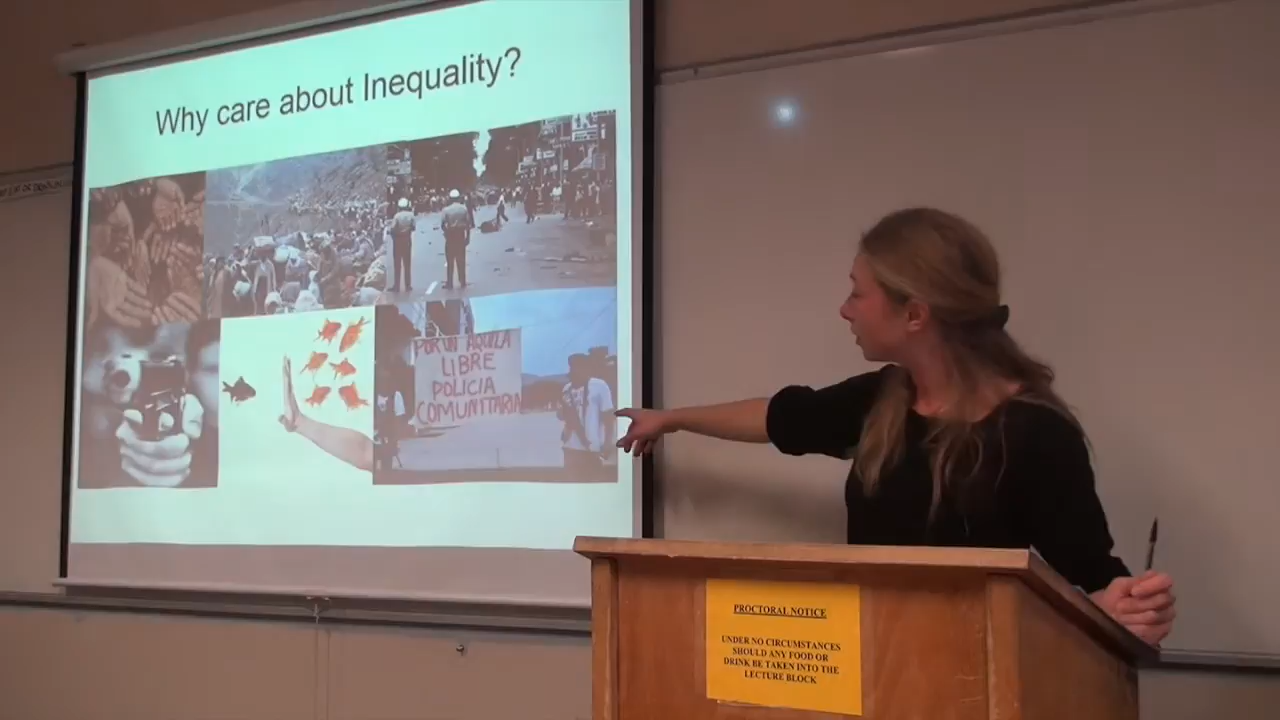 Why care about Inequality?
POR UN AQUILA
LIBRE
POLICIA
COMUNITARIA
PROCTORAL NOTICE
UNDER NO CIRCUMSTANCES
SHOULD ANY FOOD OR
DRINK BE TAKEN INTO THE
LECTURE BLOCK